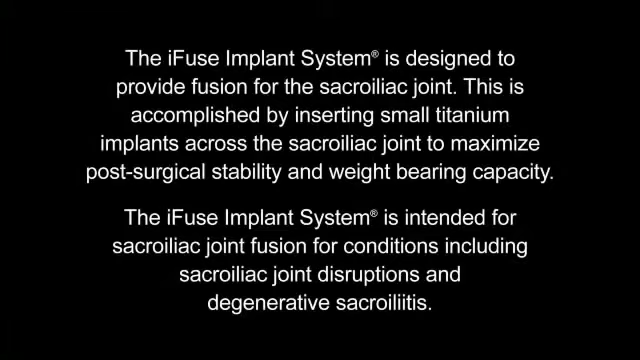 The iFuse Implant System® is designed to
provide fusion for the sacroiliac joint. This is
accomplished by inserting small titanium
implants across the sacroiliac joint to maximize
post-surgical stability and weight bearing capacity.
The iFuse Implant System® is intended for
sacroiliac joint fusion for conditions including
sacroiliac joint disruptions and
degenerative sacroiliitis.